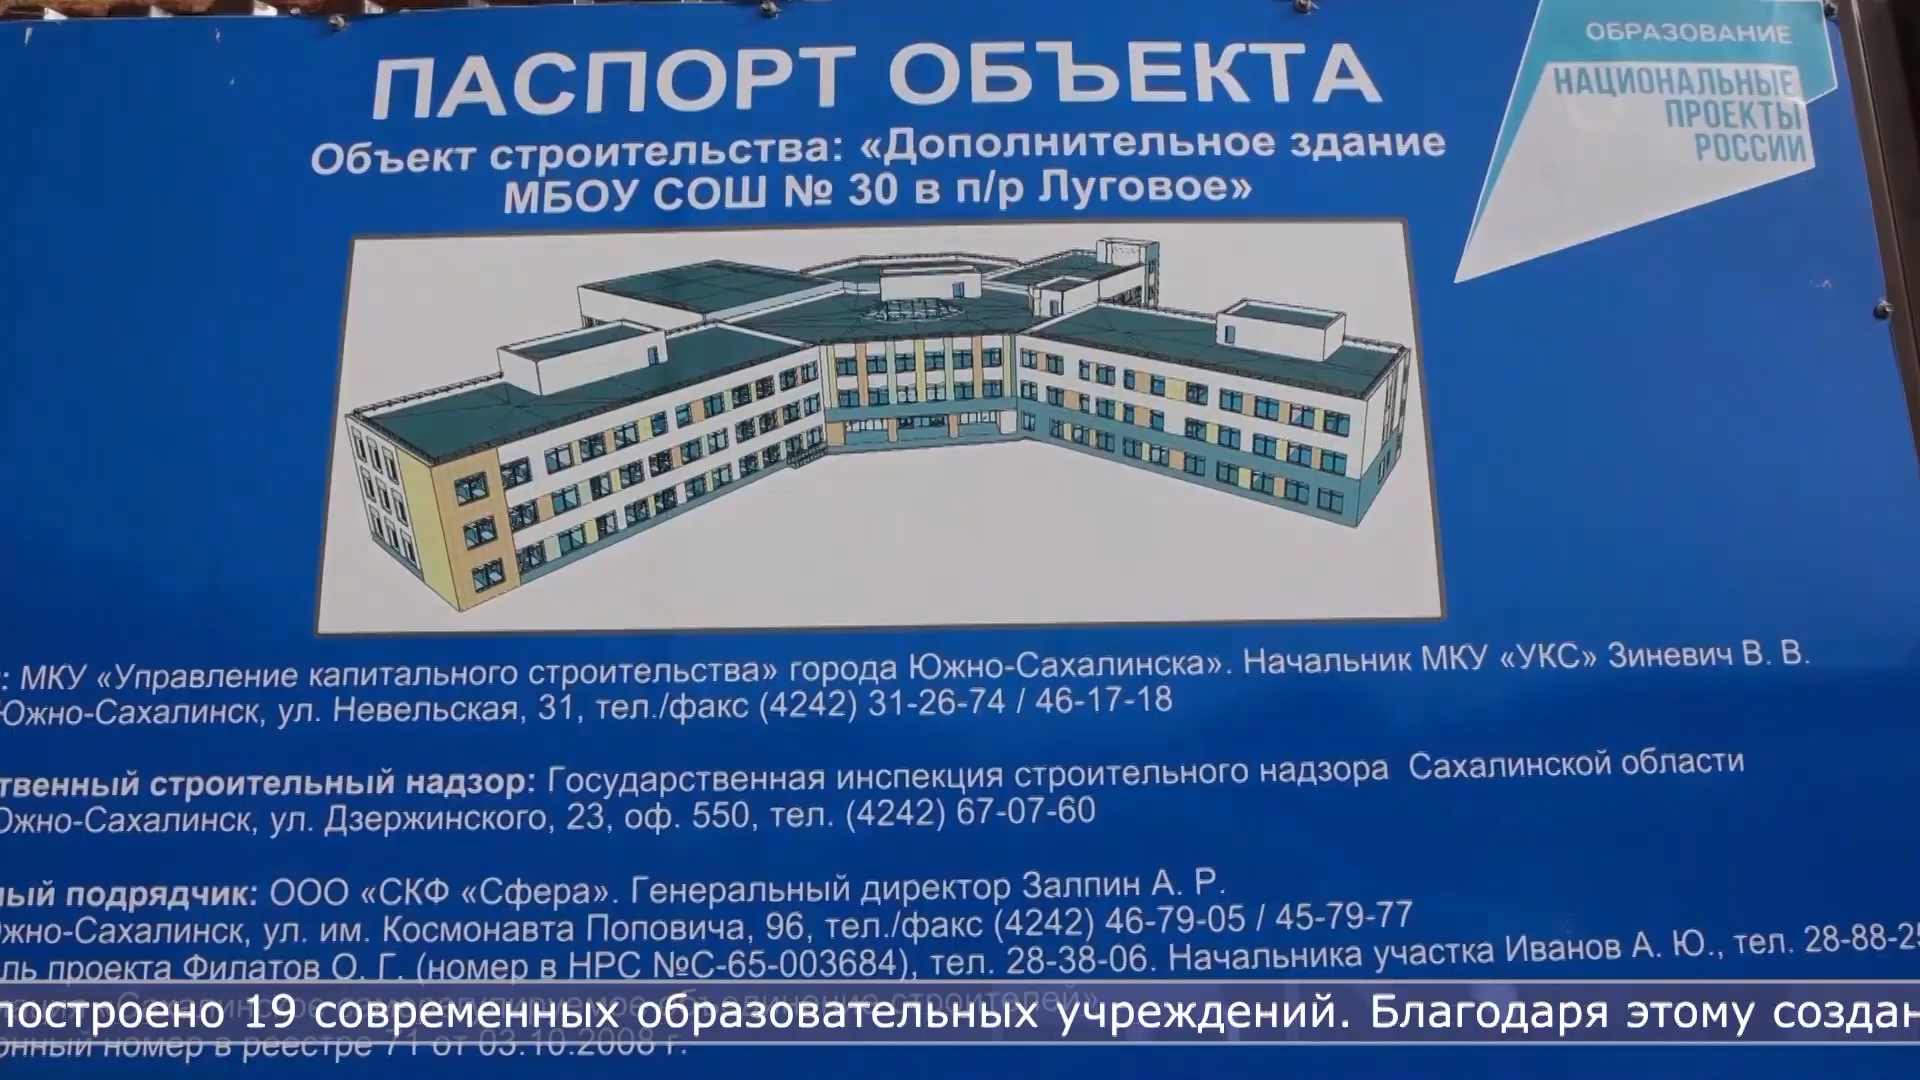 ПАСПОРТ ОБЪЕКТА
ОБРАЗОВАНИЕ
НАЦИОНАЛЬНЫЕ
ПРОЕКТЫ
РОССИИ
Объект строительства: «Дополнительное здание
МБОУ СОШ № 30 в п/р Луговое»
: МКУ «Управление капитального строительства» города Южно-Сахалинска». Начальник МКУ «УКС» Зиневич В. В.
Южно-Сахалинск, ул. Невельская, 31, тел./факс (4242) 31-26-74 / 46-17-18
твенный строительный надзор: Государственная инспекция строительного надзора Сахалинской области
Южно-Сахалинск, ул. Дзержинского, 23, оф. 550, тел. (4242) 67-07-60
ный подрядчик: ООО «СКФ «Сфера». Генеральный директор Залпин А. Р.
жно-Сахалинск, ул. им. Космонавта Поповича, 96, тел./факс (4242) 46-79-05 / 45-79-77
ль проекта Филатов О. Г. (номер в НРС №С-65-003684), тел. 28-38-06. Начальника участка Иванов А. Ю., тел. 28-88-25
«Сахалинское саморегулируемое объединение строителей»
построено 19 современных образовательных учреждений. Благодаря этому создан
онный номер в реестре 71 от 03.10.2008 г.